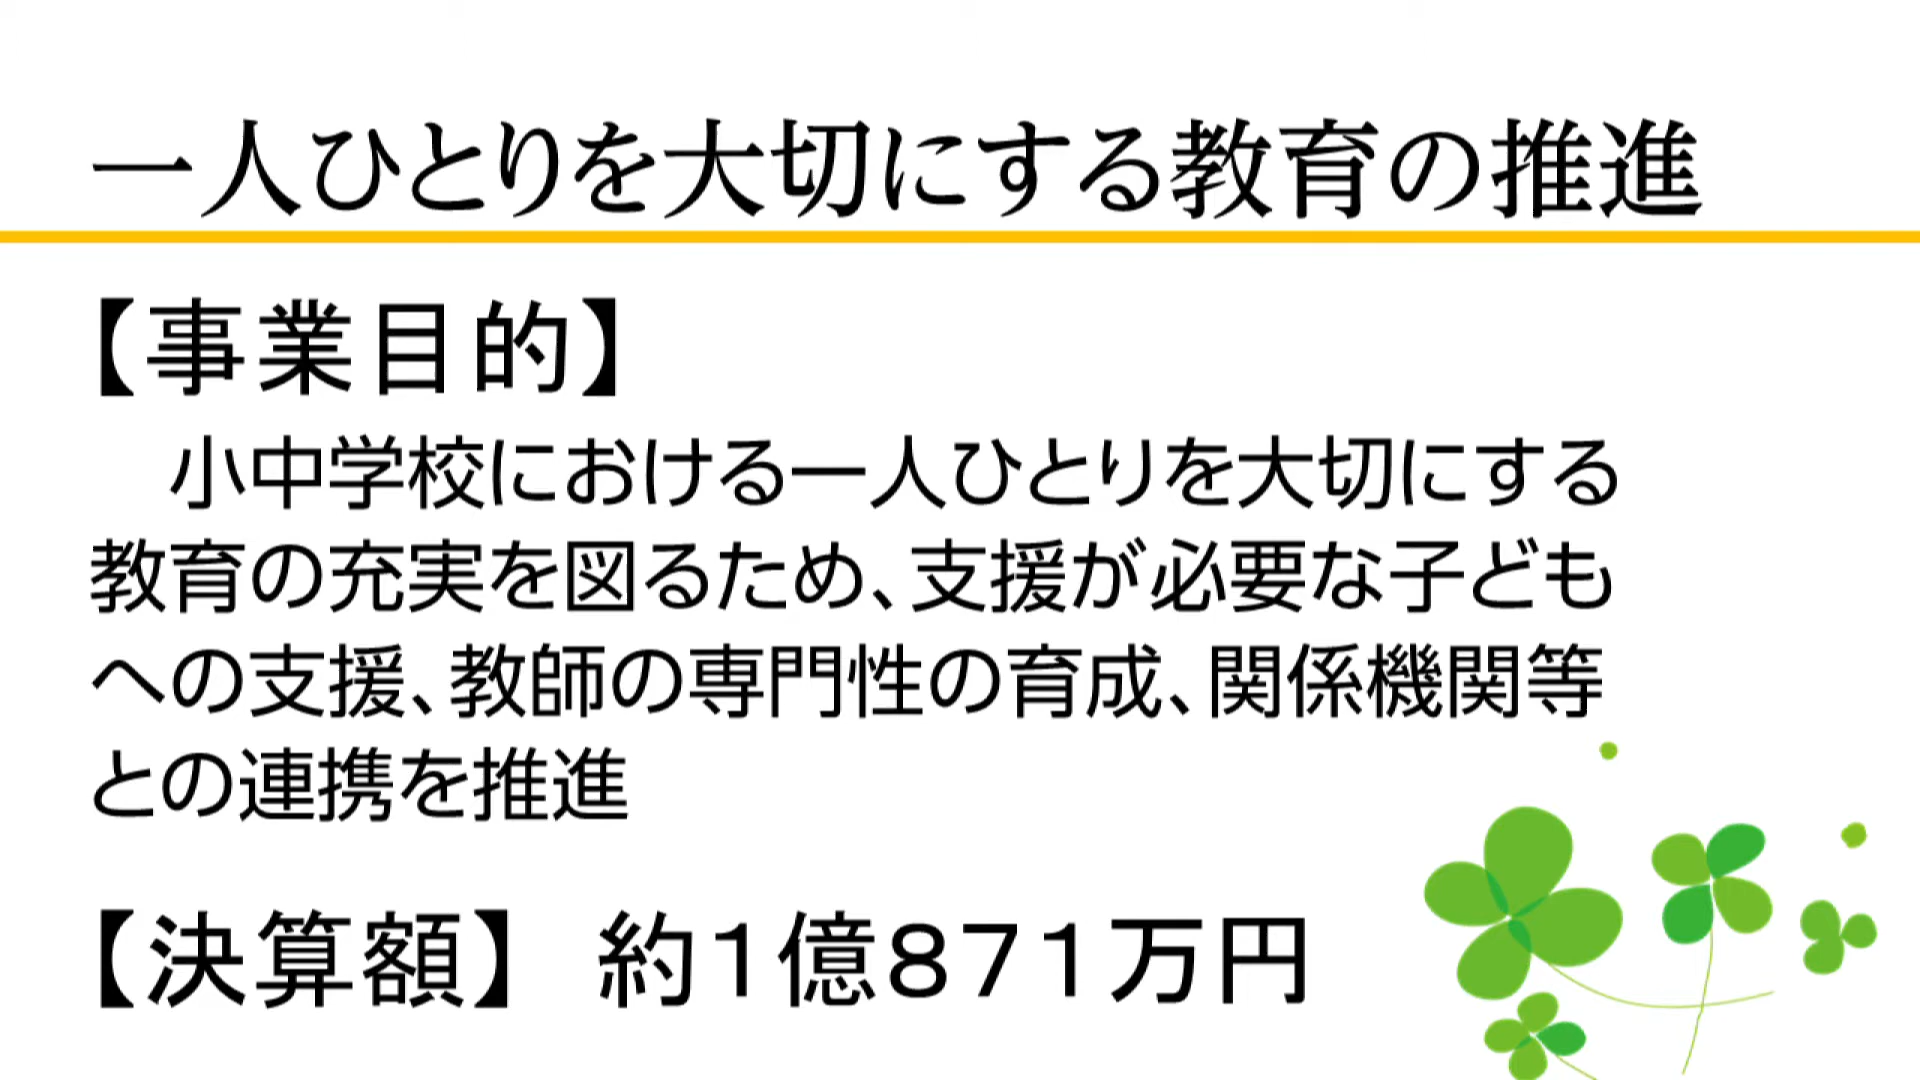 一人ひとりを大切にする教育の推進
【事業目的】
　小中学校における一人ひとりを大切にする
教育の充実を図るため、支援が必要な子ども
への支援、教師の専門性の育成、関係機関等
との連携を推進
【決算額】　約１億８７１万円